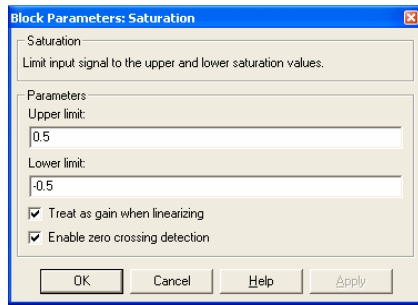 Block Parameters: Saturation
Saturation
Limit input signal to the upper and lower saturation values.
Parameters
Upper limit:
0.5
Lower limit:
-0.5
Treat as gain when linearizing
Enable zero crossing detection
OK Cancel Help Apply